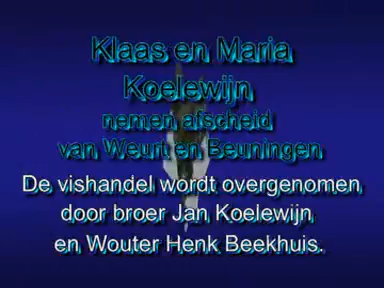 Klaas en Maria
Koelewijn
nemen afscheid
van Weurt en Beuningen
De vishandel wordt overgenomen
door broer Jan Koelewijn
en Wouter Henk Beekhuis.